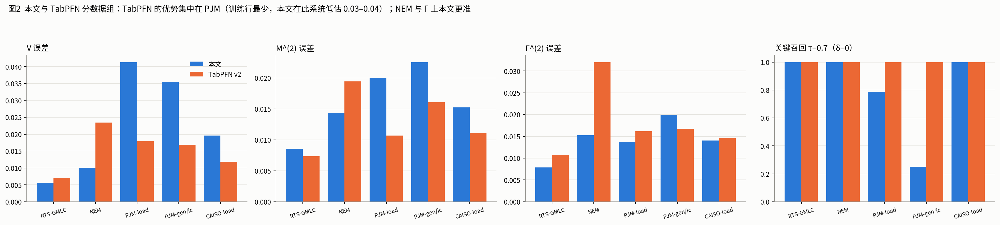 图2 本文与 TabPFN 分数据组：TabPFN 的优势集中在 PJM（训练行最少，本文在此系统低估 0.03–0.04）；NEM 与 Γ 上本文更准
V 误差
0.040
0.035
0.030
0.025
0.020
0.015
0.010
0.005
0.000
本文
TabPFN v2
RTS-GMLC
NEM
PJM-load
PJM-gen/ic
CAISO-load
M^(2) 误差
0.020
0.015
0.010
0.005
0.000
RTS-GMLC
NEM
PJM-load
PJM-gen/ic
CAISO-load
Γ^(2) 误差
0.030
0.025
0.020
0.015
0.010
0.005
0.000
RTS-GMLC
NEM
PJM-load
PJM-gen/ic
CAISO-load
关键召回 τ=0.7（δ=0）
1.0
0.8
0.6
0.4
0.2
0.0
RTS-GMLC
NEM
PJM-load
PJM-gen/ic
CAISO-load